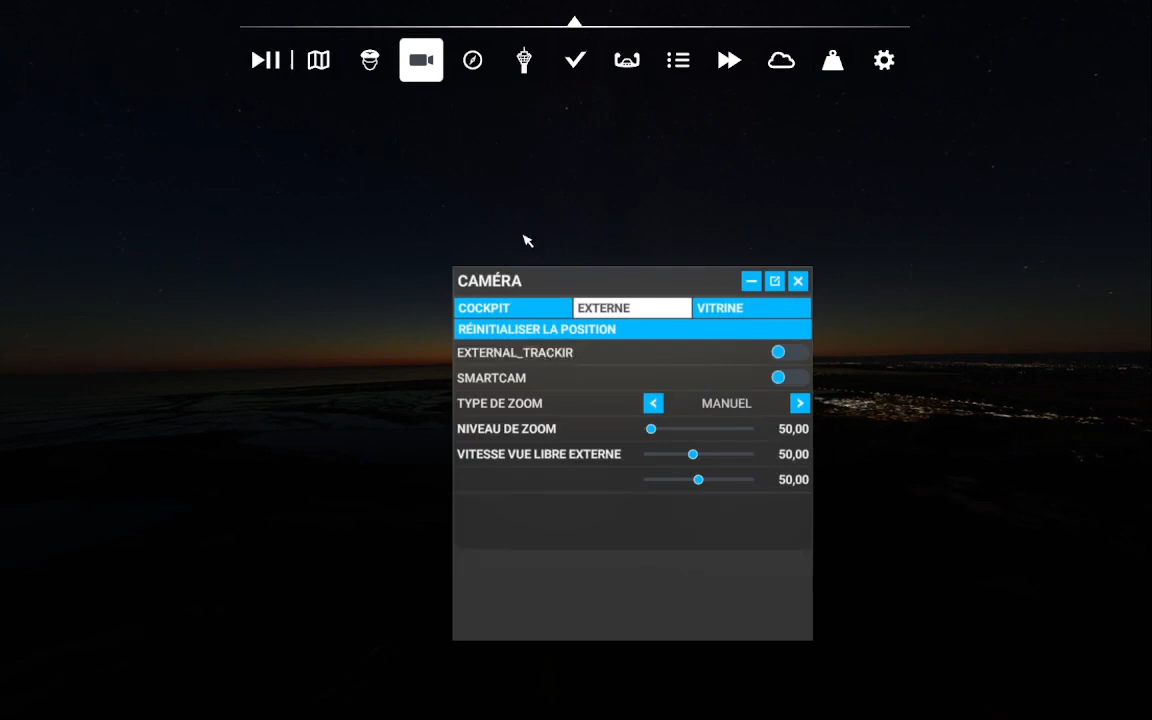 CAMÉRA
COCKPIT EXTERNE VITRINE
RÉINITIALISER LA POSITION
EXTERNAL_TRACKIR
SMARTCAM
TYPE DE ZOOM MANUEL
NIVEAU DE ZOOM 50,00
VITESSE VUE LIBRE EXTERNE 50,00
50,00